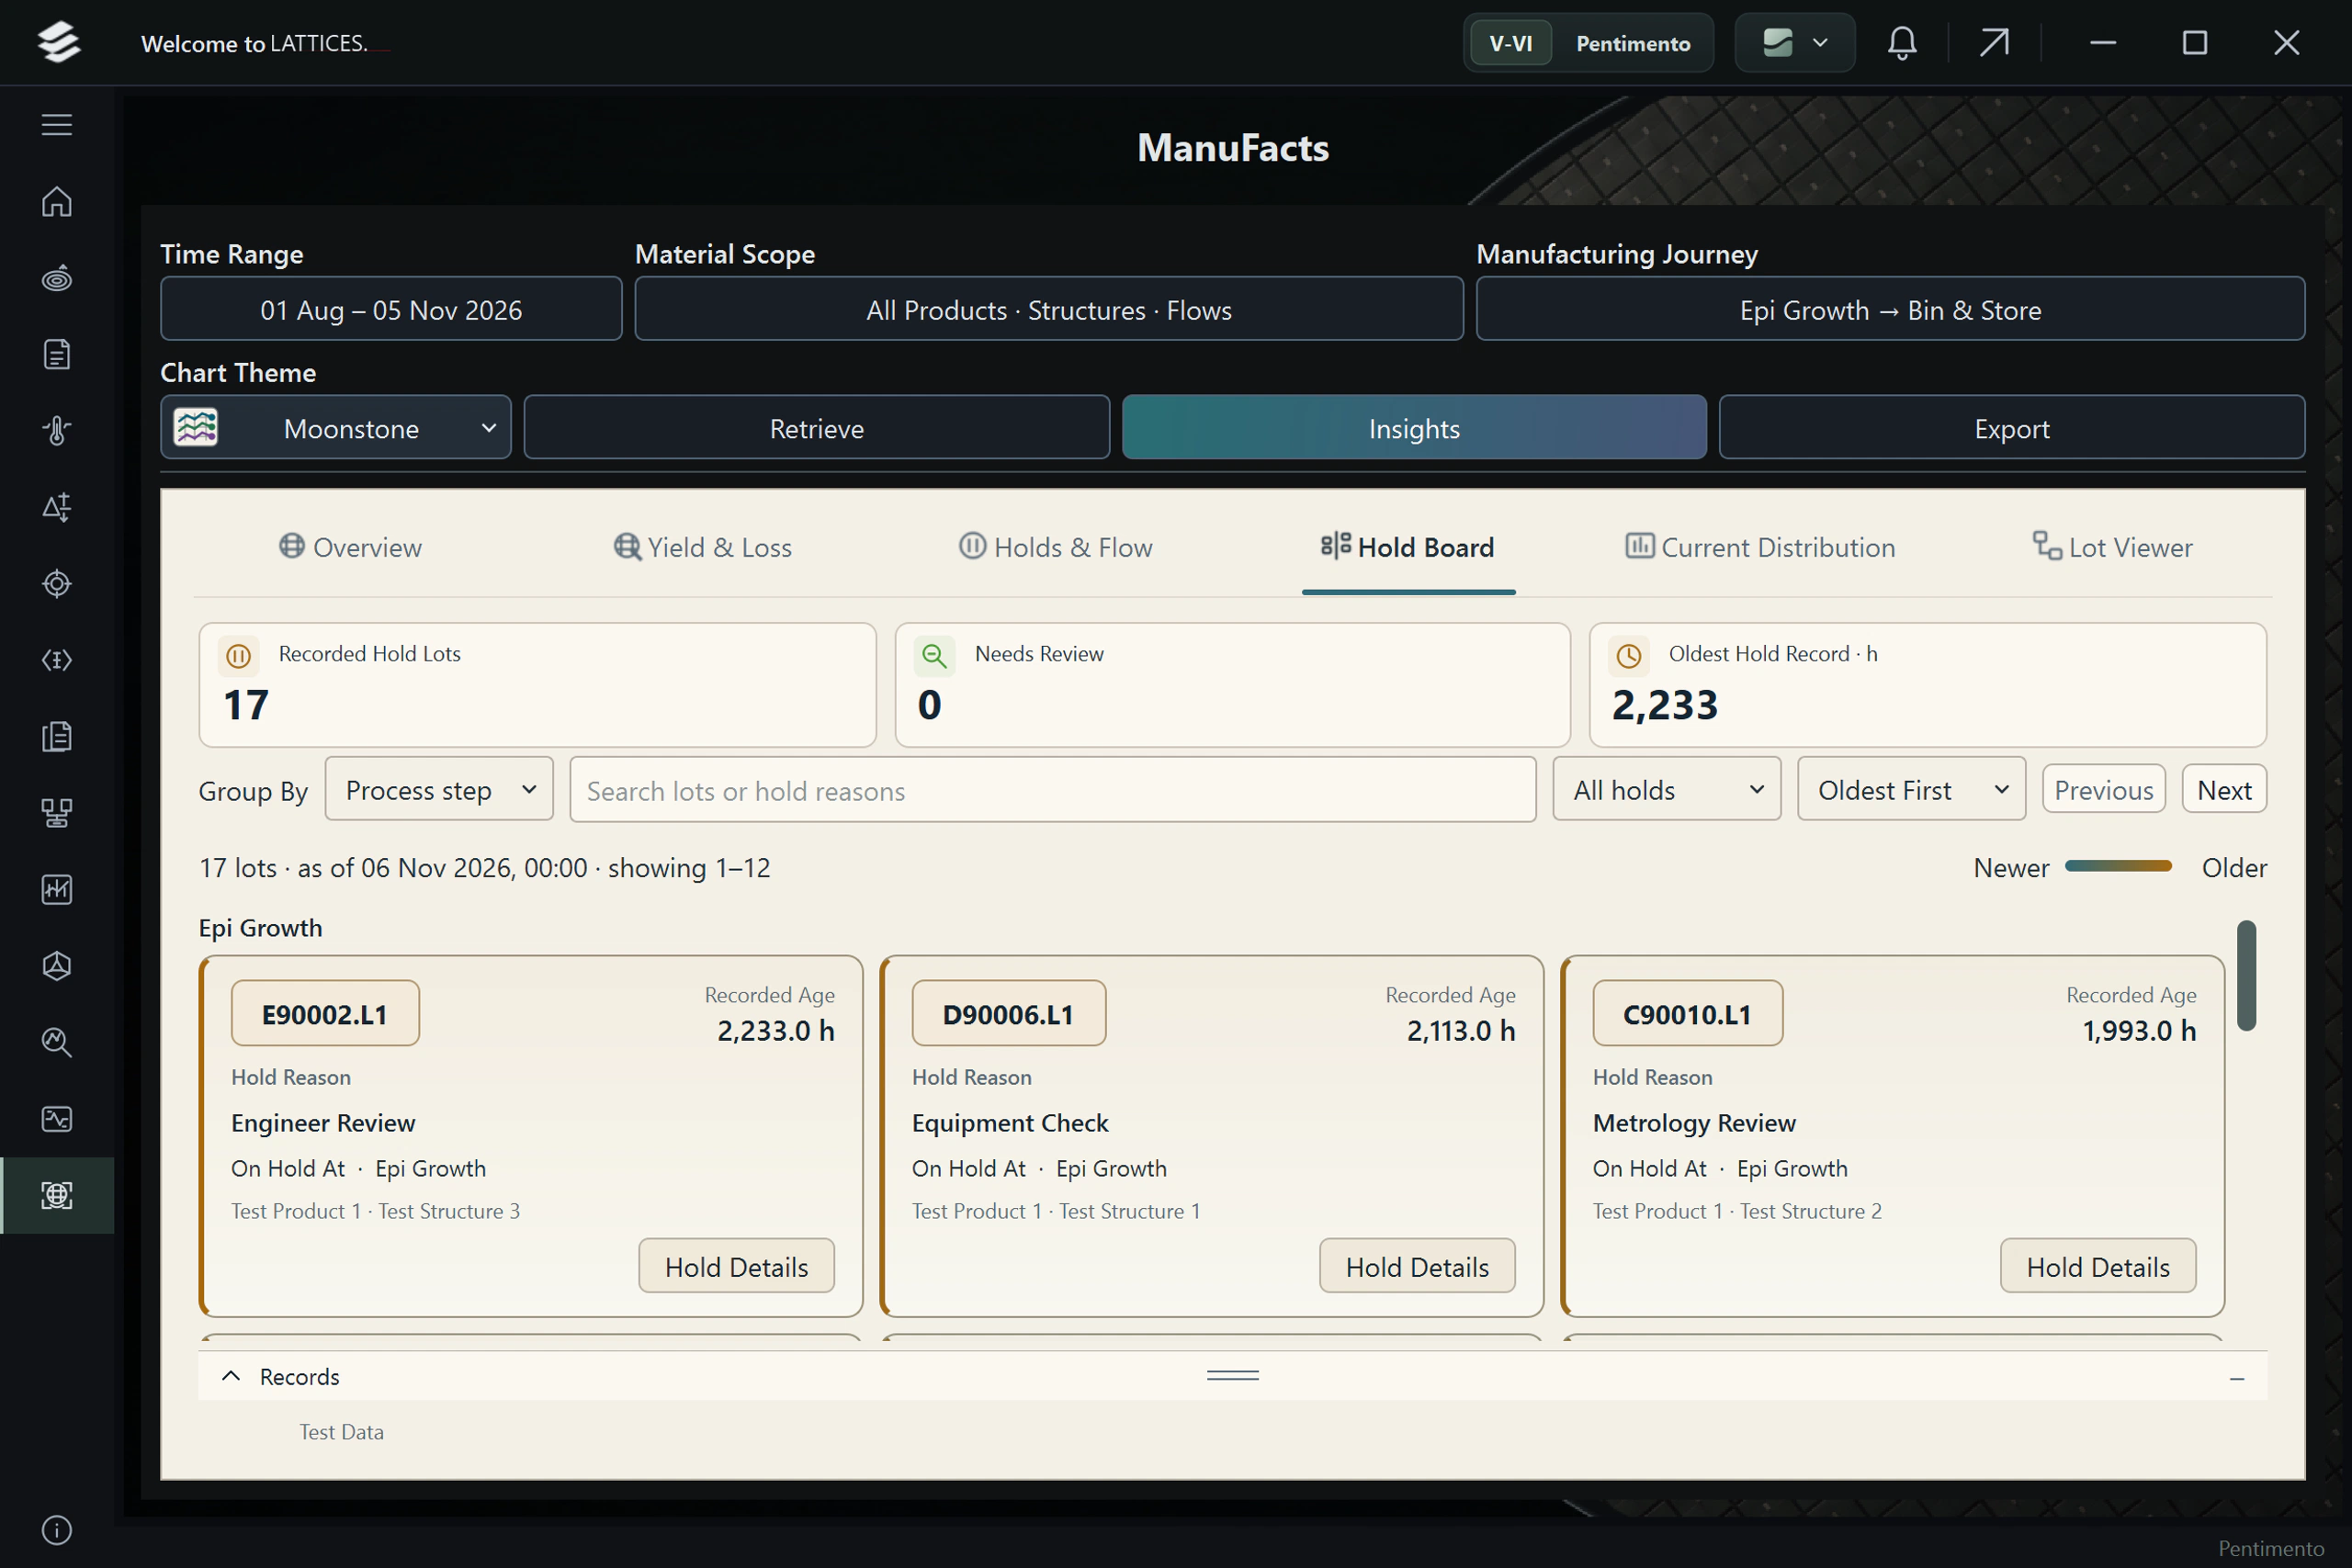 Welcome to LATTICES.
V-VI
Pentimento
ManuFacts
Time Range
Material Scope
Manufacturing Journey
01 Aug – 05 Nov 2026
All Products · Structures · Flows
Epi Growth → Bin & Store
Chart Theme
Moonstone
Retrieve
Insights
Export
Overview
Yield & Loss
Holds & Flow
Hold Board
Current Distribution
Lot Viewer
Recorded Hold Lots
17
Needs Review
0
Oldest Hold Record · h
2,233
Group By
Process step
Search lots or hold reasons
All holds
Oldest First
Previous
Next
17 lots · as of 06 Nov 2026, 00:00 · showing 1–12
Newer
Older
Epi Growth
E90002.L1
Recorded Age
2,233.0 h
Hold Reason
Engineer Review
On Hold At · Epi Growth
Test Product 1 · Test Structure 3
Hold Details
D90006.L1
Recorded Age
2,113.0 h
Hold Reason
Equipment Check
On Hold At · Epi Growth
Test Product 1 · Test Structure 1
Hold Details
C90010.L1
Recorded Age
1,993.0 h
Hold Reason
Metrology Review
On Hold At · Epi Growth
Test Product 1 · Test Structure 2
Hold Details
Records
Test Data
Pentimento